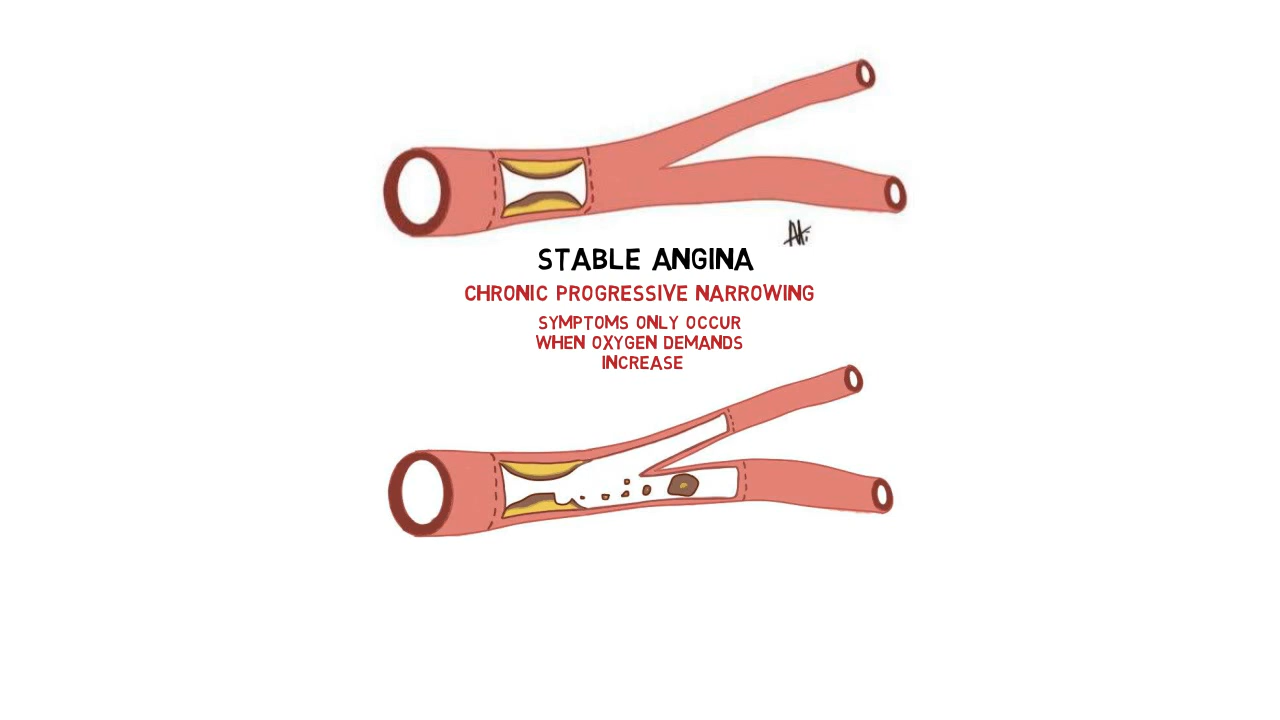 STABLE ANGINA
CHRONIC PROGRESSIVE NARROWING
SYMPTOMS ONLY OCCUR
WHEN OXYGEN DEMANDS
INCREASE